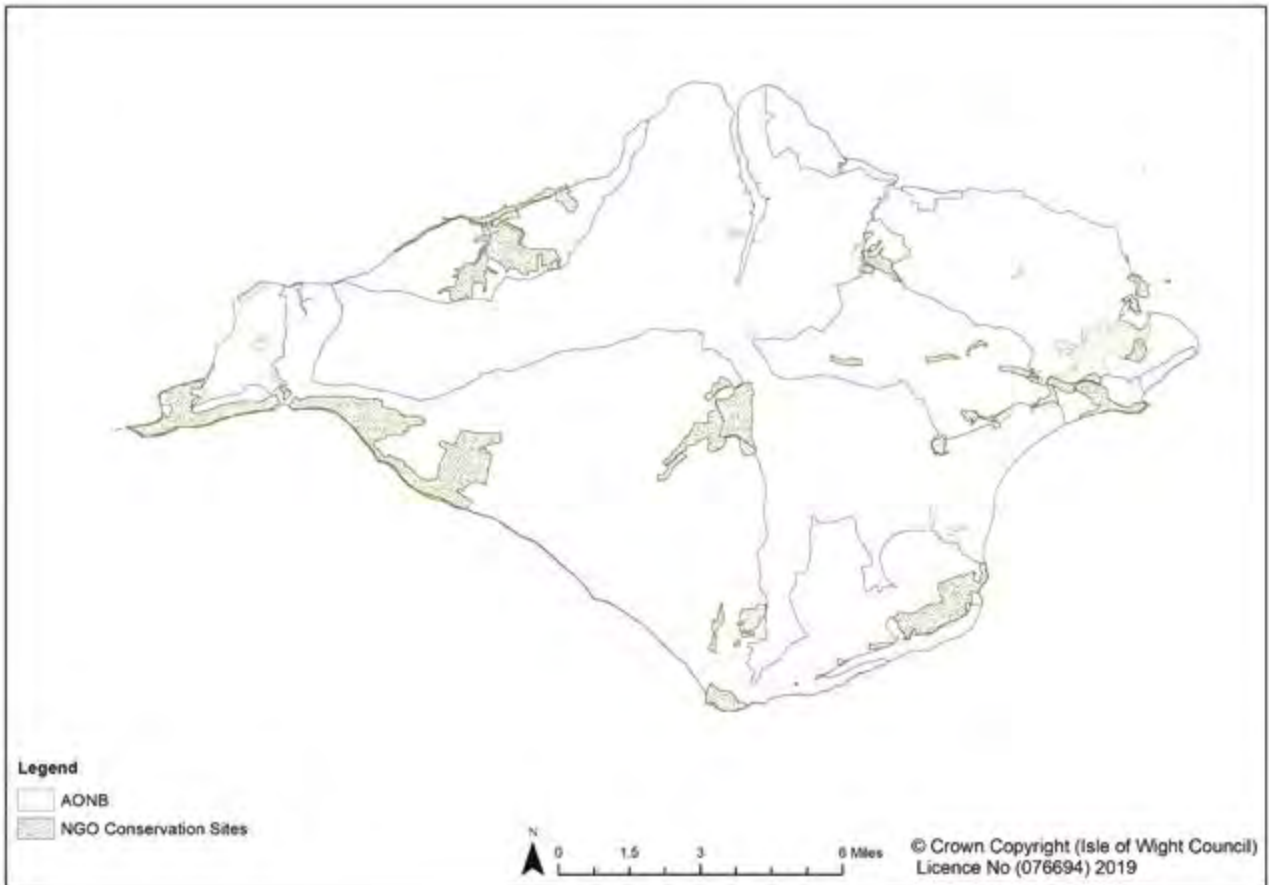 Legend
AONB
NGO Conservation Sites
N
0 1.5 3 6 Miles
© Crown Copyright (Isle of Wight Council)
Licence No (076694) 2019